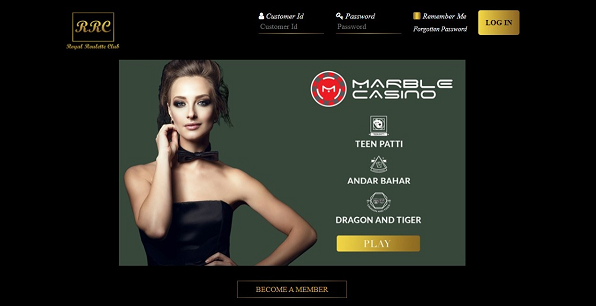 RRC
Royal Roulette Club
Customer Id
Customer Id
Password
Password
Remember Me
Forgotten Password
LOG IN
M
MARBLE
CASINO
TEEN PATTI
ANDAR BAHAR
DRAGON AND TIGER
PLAY
BECOME A MEMBER